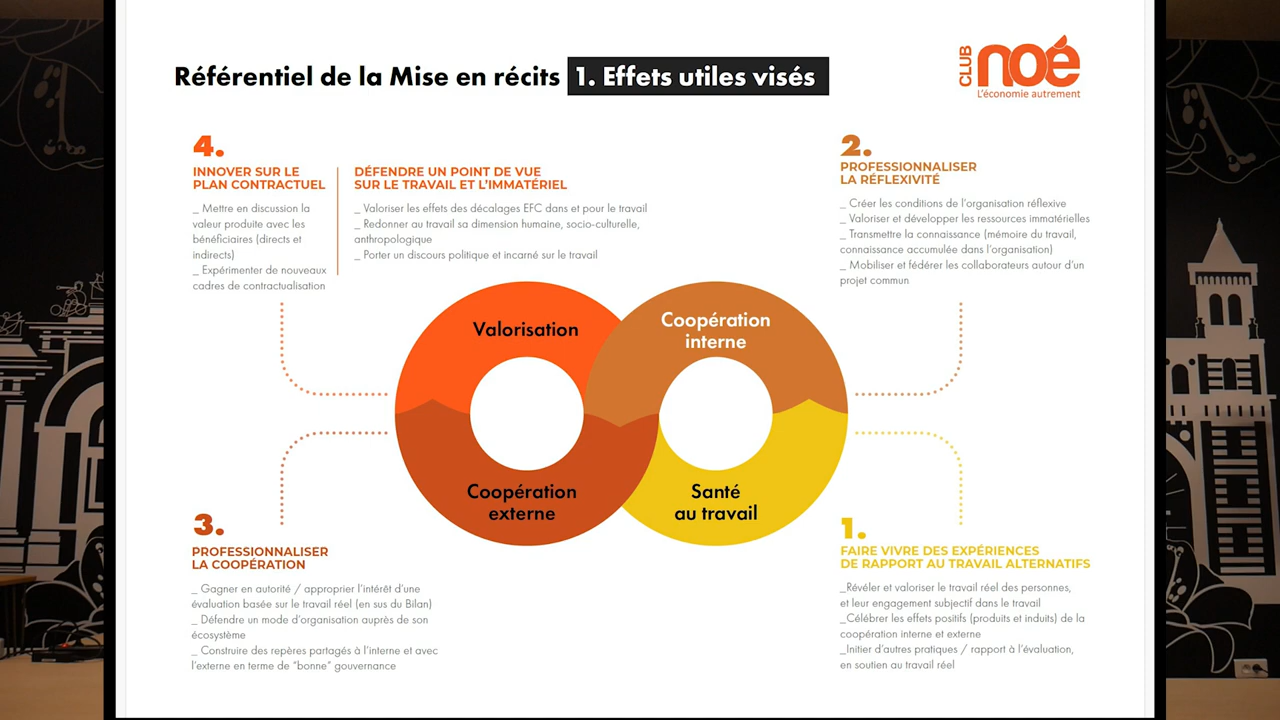 Référentiel de la Mise en récits 1. Effets utiles visés
CLUB
noé
L'économie autrement
4.
INNOVER SUR LE
PLAN CONTRACTUEL
_ Mettre en discussion la
valeur produite avec les
bénéficiaires (directs et
indirects)
_ Expérimenter de nouveaux
cadres de contractualisation
DÉFENDRE UN POINT DE VUE
SUR LE TRAVAIL ET L'IMMATÉRIEL
_ Valoriser les effets des décalages EFC dans et pour le travail
_ Redonner au travail sa dimension humaine, socio-culturelle,
anthropologique
_ Porter un discours politique et incarné sur le travail
2.
PROFESSIONNALISER
LA RÉFLEXIVITÉ
_ Créer les conditions de l'organisation réflexive
_ Valoriser et développer les ressources immatérielles
_ Transmettre la connaissance (mémoire du travail,
connaissance accumulée dans l'organisation)
_ Mobiliser et fédérer les collaborateurs autour d'un
projet commun
Valorisation
Coopération
interne
Coopération
externe
Santé
au travail
3.
PROFESSIONNALISER
LA COOPÉRATION
_ Gagner en autorité / approprier l'intérêt d'une
évaluation basée sur le travail réel (en sus du Bilan)
_ Défendre un mode d'organisation auprès de son
écosystème
_ Construire des repères partagés à l'interne et avec
l'externe en terme de "bonne" gouvernance
1.
FAIRE VIVRE DES EXPÉRIENCES
DE RAPPORT AU TRAVAIL ALTERNATIFS
_Révéler et valoriser le travail réel des personnes,
et leur engagement subjectif dans le travail
_Célébrer les effets positifs (produits et induits) de la
coopération interne et externe
_Initier d'autres pratiques / rapport à l'évaluation,
en soutien au travail réel